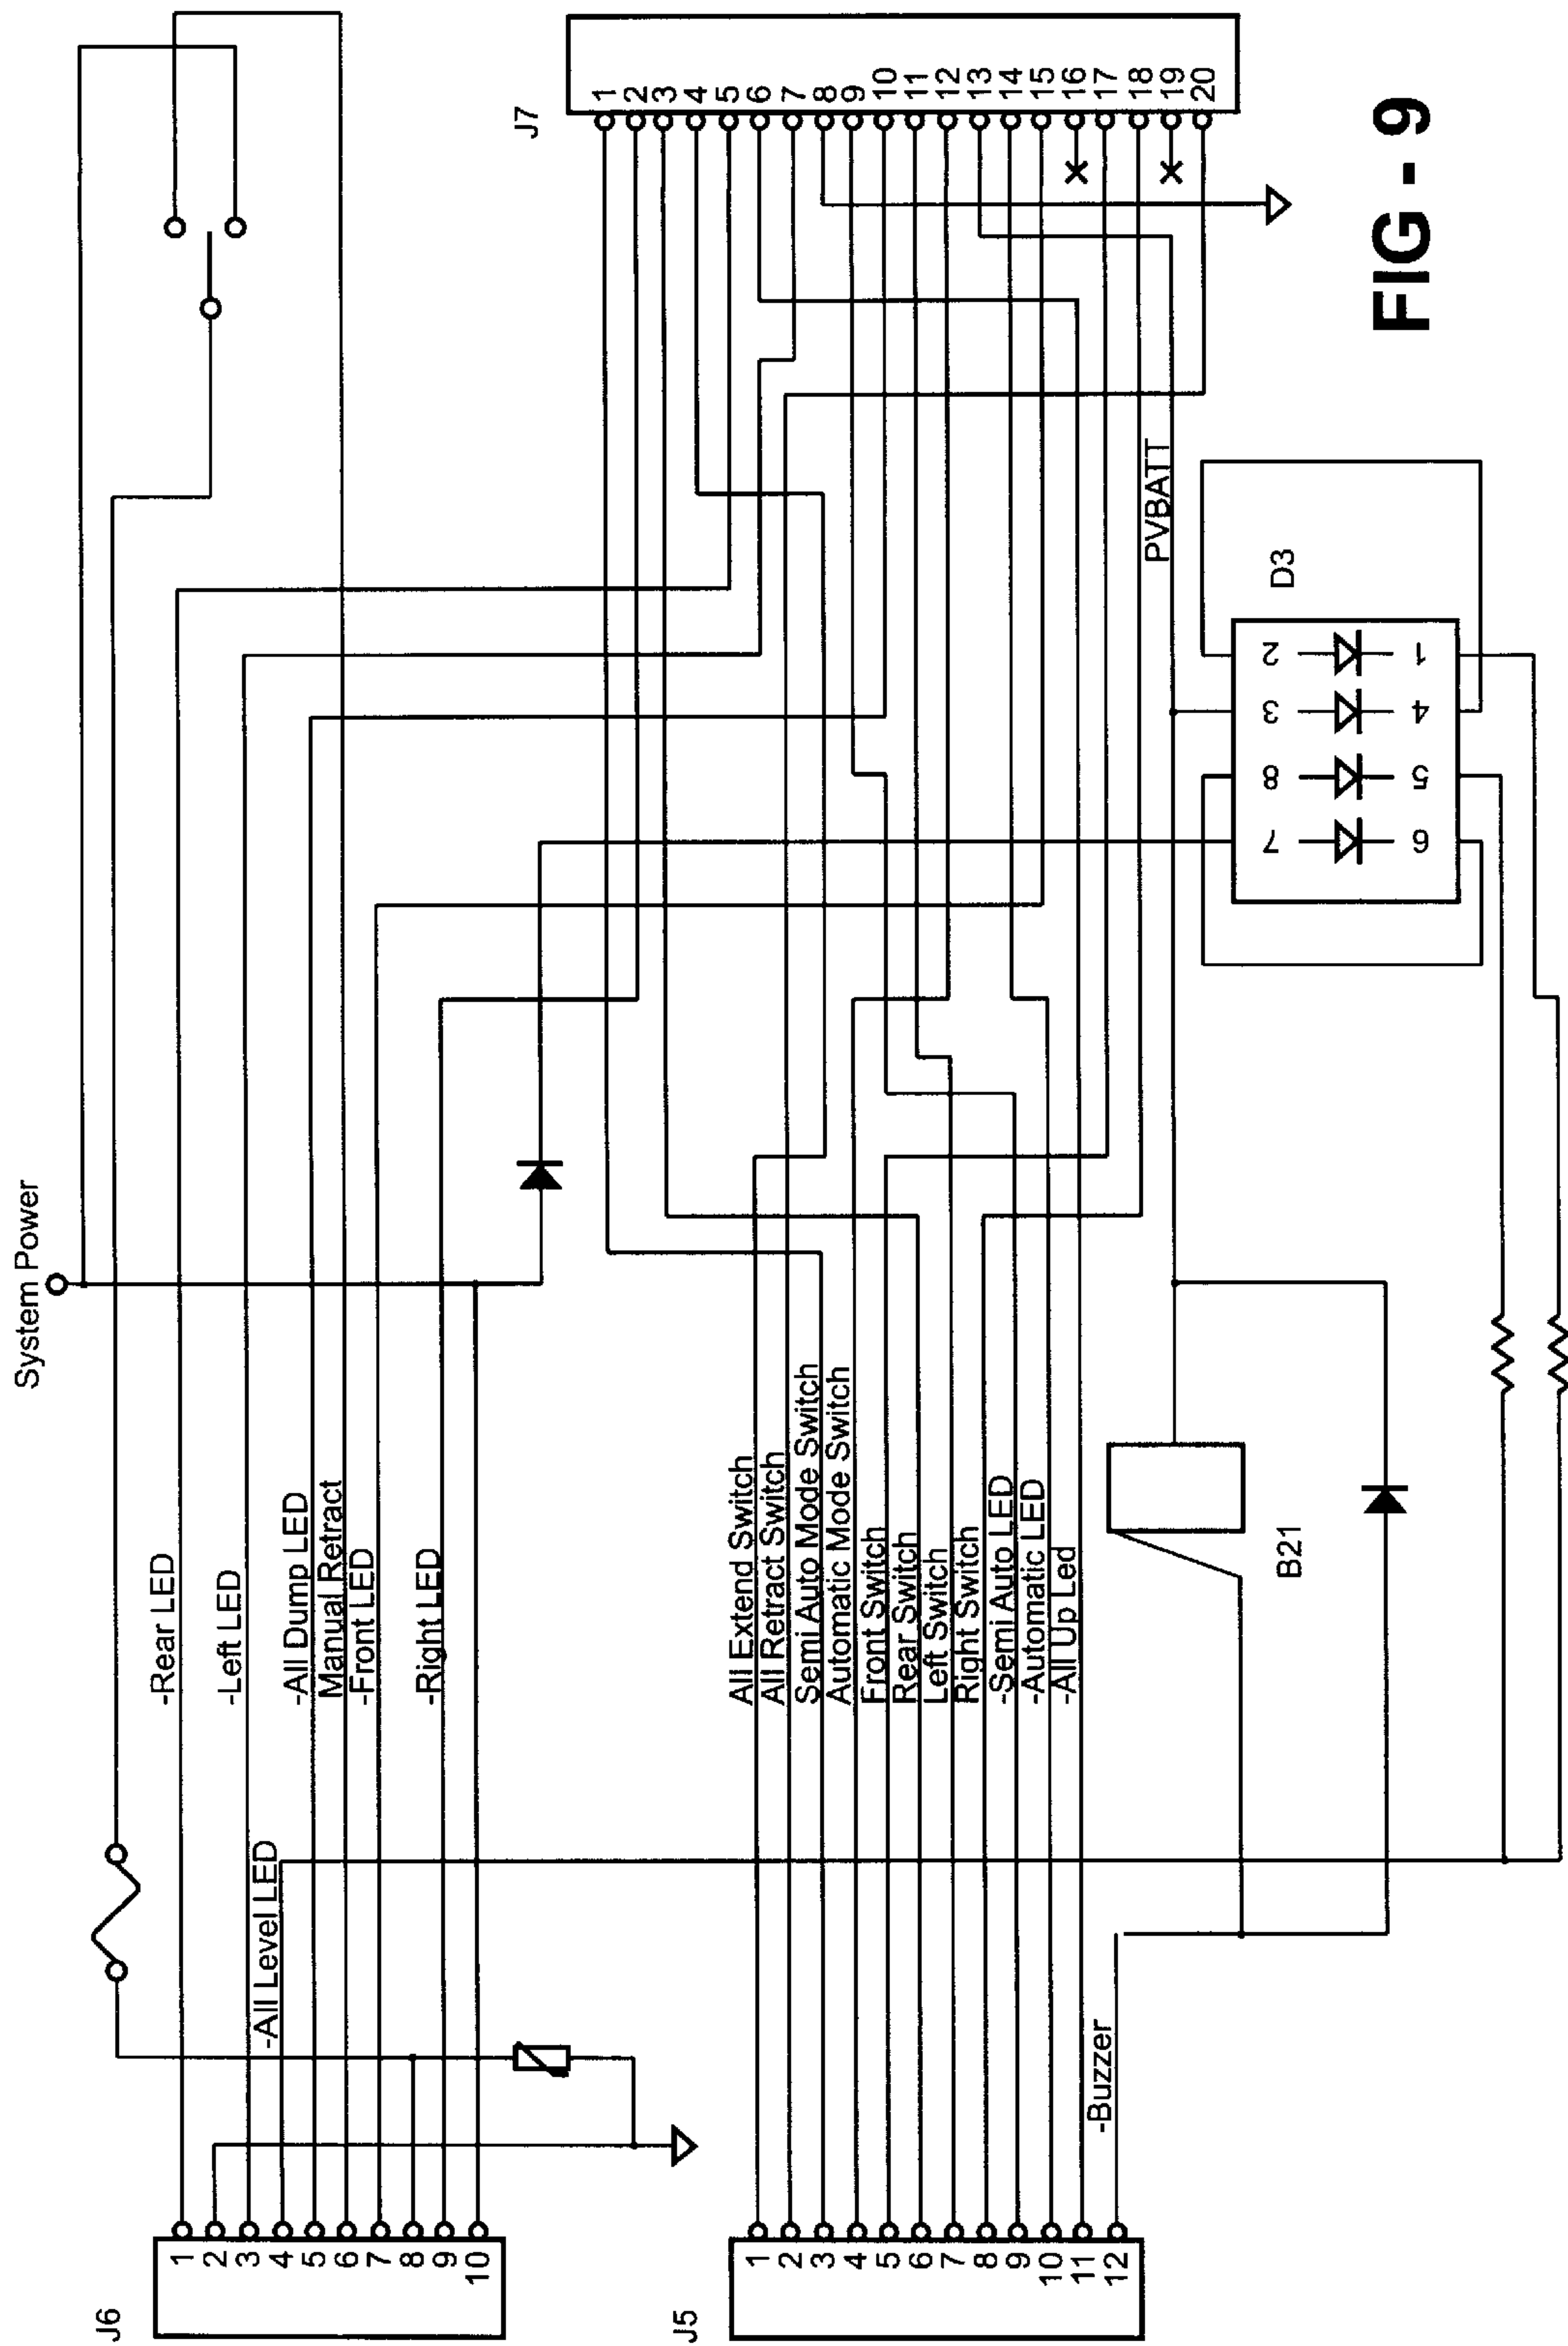 System Power
J6
1
2
3
4
5
6
7
8
9
10
-Rear LED
-Left LED
-All Level LED
-All Dump LED
Manual Retract
-Front LED
-Right LED
J5
1
2
3
4
5
6
7
8
9
10
11
12
All Extend Switch
All Retract Switch
Semi Auto Mode Switch
Automatic Mode Switch
Front Switch
Rear Switch
Left Switch
Right Switch
-Semi Auto LED
-Automatic LED
-All Up Led
-Buzzer
B21
J7
1
2
3
4
5
6
7
8
9
10
11
12
13
14
15
16
17
18
19
20
PVBATT
D3
7 8 3 2
6 5 4 1
FIG - 9